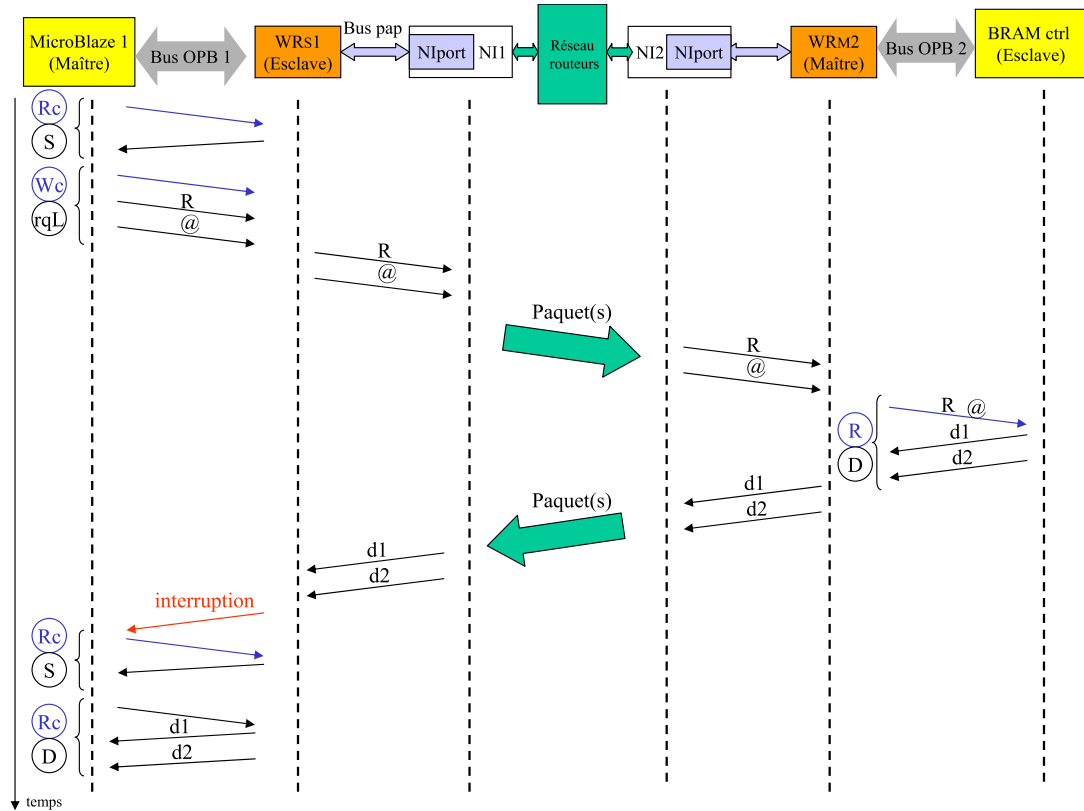 MicroBlaze 1
(Maître)
Bus OPB 1
WRs1
(Esclave)
Bus pap
NIport
NI1
Réseau
routeurs
NI2
NIport
WRM2
(Maître)
Bus OPB 2
BRAM ctrl
(Esclave)
Rc
S
Wc
rqL
R
@
R
@
Paquet(s)
R
@
R
D
R @
d1
d2
d1
d2
Paquet(s)
d1
d2
interruption
Rc
S
Rc
D
d1
d2
temps